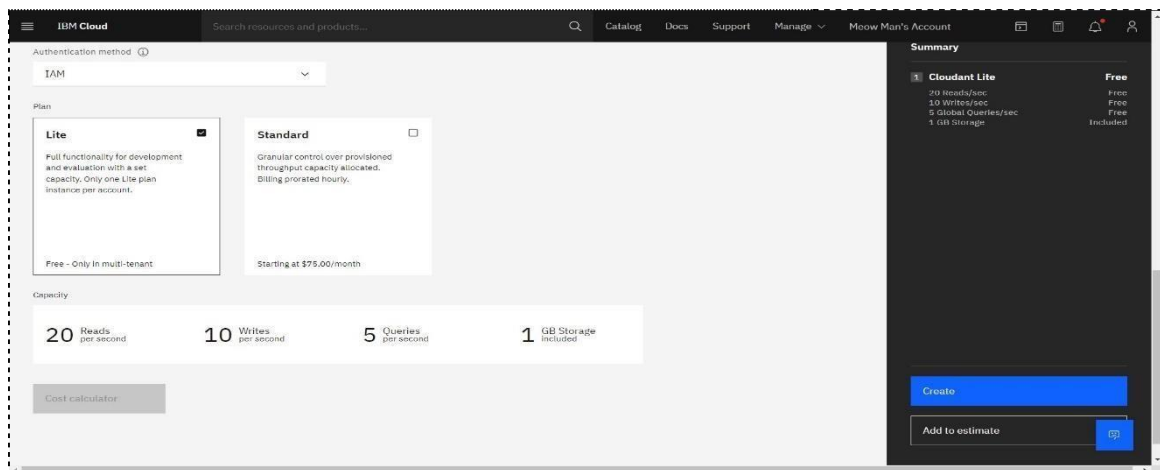 IBM Cloud
Search resources and products...
Catalog
Docs
Support
Manage
Meow Man's Account
Authentication method
IAM
Plan
Lite
Full functionality for development
and evaluation with a set
capacity. Only one Lite plan
instance per account.
Free - Only in multi-tenant
Standard
Granular control over provisioned
throughput capacity allocated.
Billing prorated hourly.
Starting at $75.00/month
Capacity
20 Reads
per second
10 Writes
per second
5 Queries
per second
1 GB Storage
included
Cost calculator
Summary
1 Cloudant Lite Free
20 Reads/sec Free
10 Writes/sec Free
5 Global Queries/sec Free
1 GB Storage Included
Create
Add to estimate